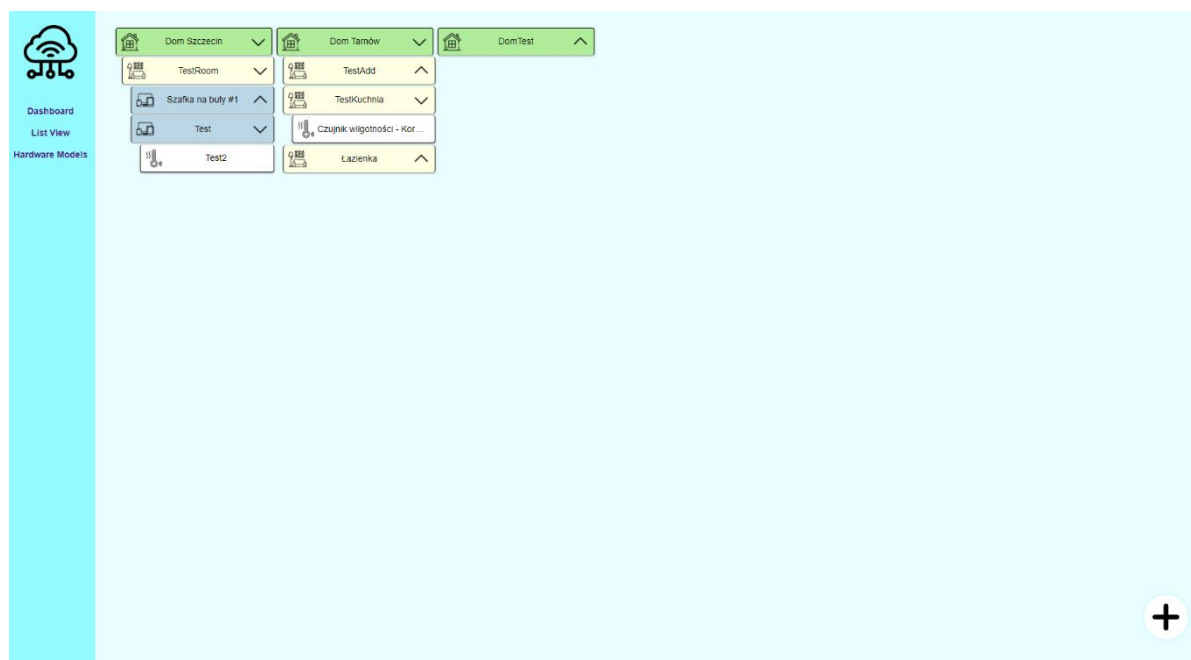 Dashboard
List View
Hardware Models
Dom Szczecin
TestRoom
Szafka na buty #1
Test
Test2
Dom Tarnów
TestAdd
TestKuchnia
Czujnik wilgotności - Kor...
Łazienka
DomTest